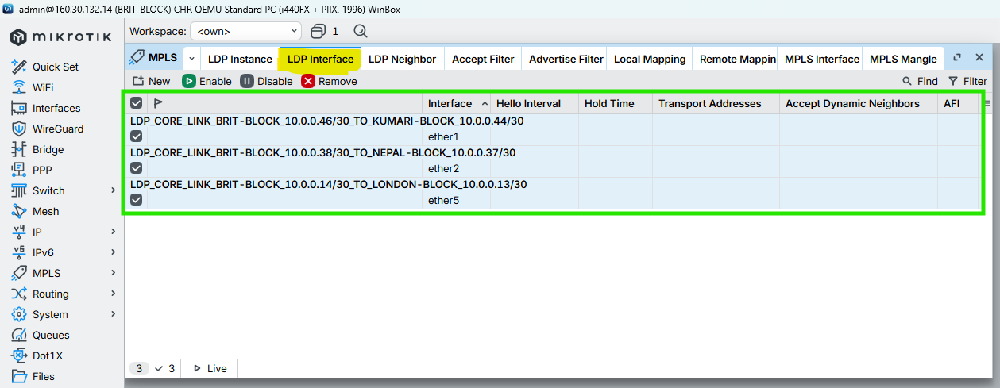 admin@160.30.132.14 (BRIT-BLOCK) CHR QEMU Standard PC (i440FX + PIIX, 1996) WinBox
mikrotik
Workspace: <own> 1
Quick Set
WiFi
Interfaces
WireGuard
Bridge
PPP
Switch
Mesh
IP
IPv6
MPLS
Routing
System
Queues
Dot1X
Files
MPLS LDP Instance LDP Interface LDP Neighbor Accept Filter Advertise Filter Local Mapping Remote Mappin MPLS Interface MPLS Mangle
New Enable Disable Remove Find Filter
Interface Hello Interval Hold Time Transport Addresses Accept Dynamic Neighbors AFI
LDP_CORE_LINK_BRIT-BLOCK_10.0.0.46/30_TO_KUMARI-BLOCK_10.0.0.44/30
ether1
LDP_CORE_LINK_BRIT-BLOCK_10.0.0.38/30_TO_NEPAL-BLOCK_10.0.0.37/30
ether2
LDP_CORE_LINK_BRIT-BLOCK_10.0.0.14/30_TO_LONDON-BLOCK_10.0.0.13/30
ether5
3 3 Live